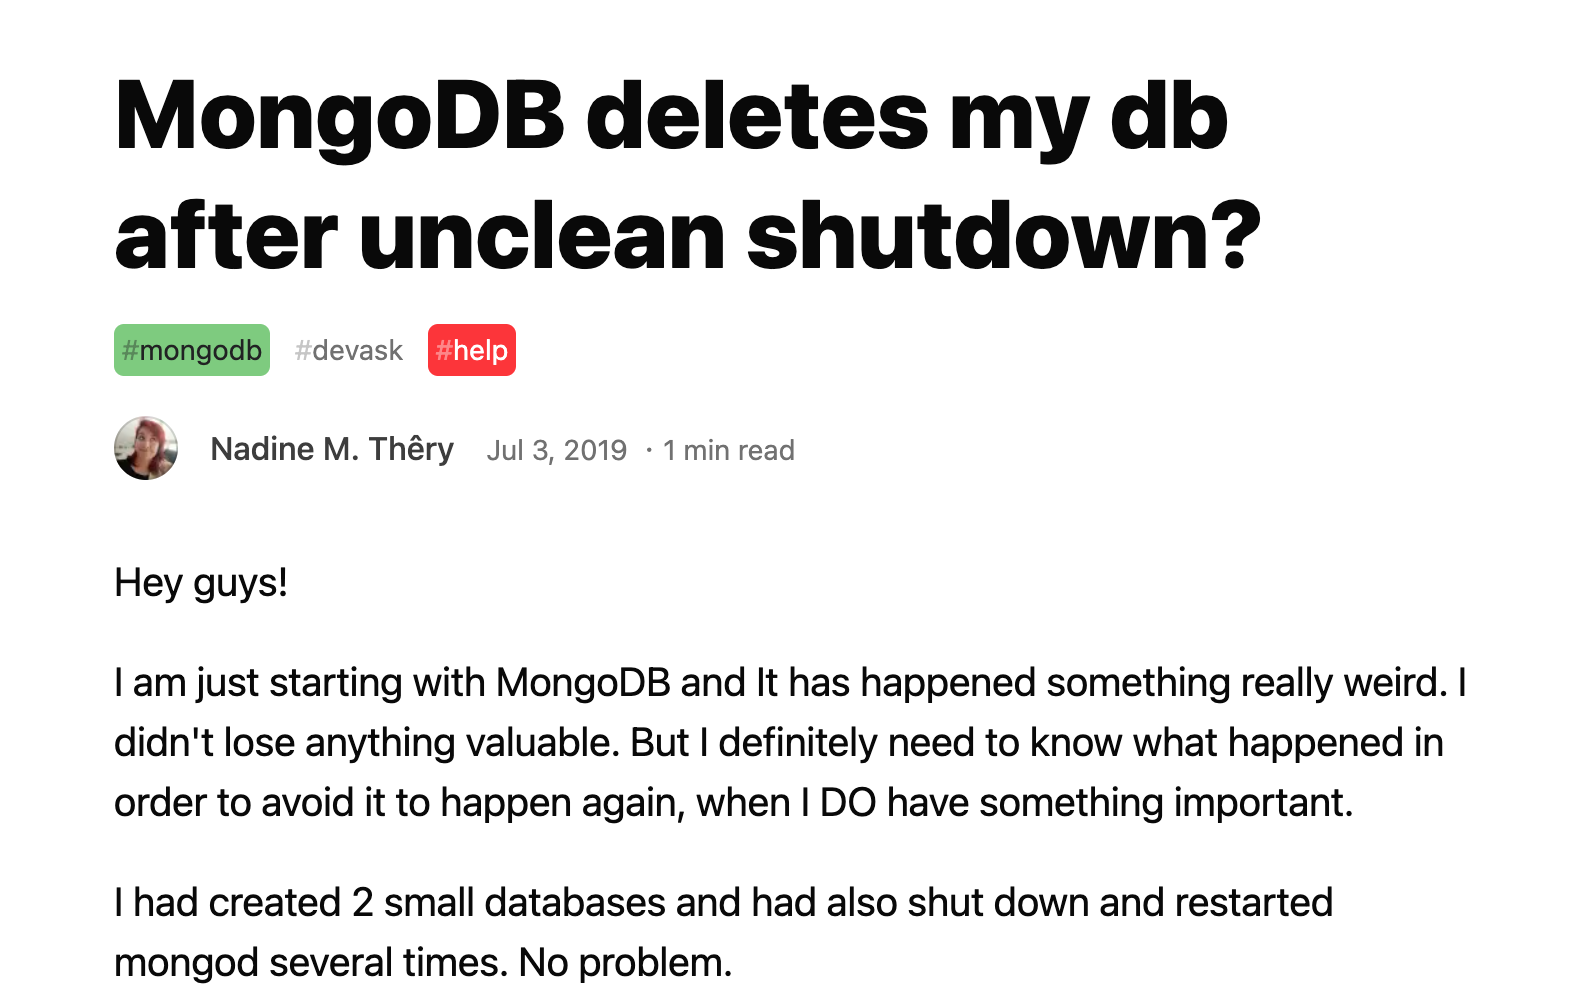 MongoDB deletes my db
after unclean shutdown?
#mongodb #devask #help
Nadine M. Thêry Jul 3, 2019 · 1 min read
Hey guys!
I am just starting with MongoDB and It has happened something really weird. I
didn't lose anything valuable. But I definitely need to know what happened in
order to avoid it to happen again, when I DO have something important.
I had created 2 small databases and had also shut down and restarted
mongod several times. No problem.